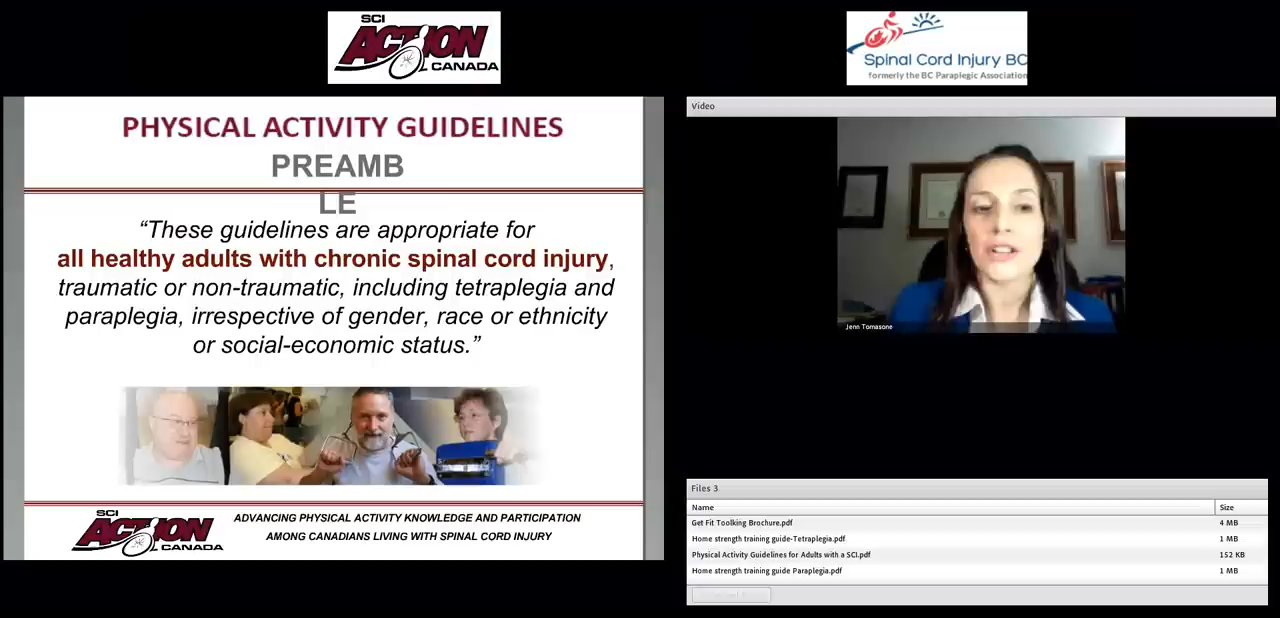 SCI
ACTION
CANADA
Spinal Cord Injury BC
formerly the BC Paraplegic Association
PHYSICAL ACTIVITY GUIDELINES
PREAMB
LE
“These guidelines are appropriate for
all healthy adults with chronic spinal cord injury,
traumatic or non-traumatic, including tetraplegia and
paraplegia, irrespective of gender, race or ethnicity
or social-economic status.”
SCI
ACTION
CANADA
ADVANCING PHYSICAL ACTIVITY KNOWLEDGE AND PARTICIPATION
AMONG CANADIANS LIVING WITH SPINAL CORD INJURY
Video
Jenn Tomasone
Files 3
Name Size
Get Fit Toolking Brochure.pdf 4 MB
Home strength training guide-Tetraplegia.pdf 1 MB
Physical Activity Guidelines for Adults with a SCI.pdf 152 KB
Home strength training guide Paraplegia.pdf 1 MB